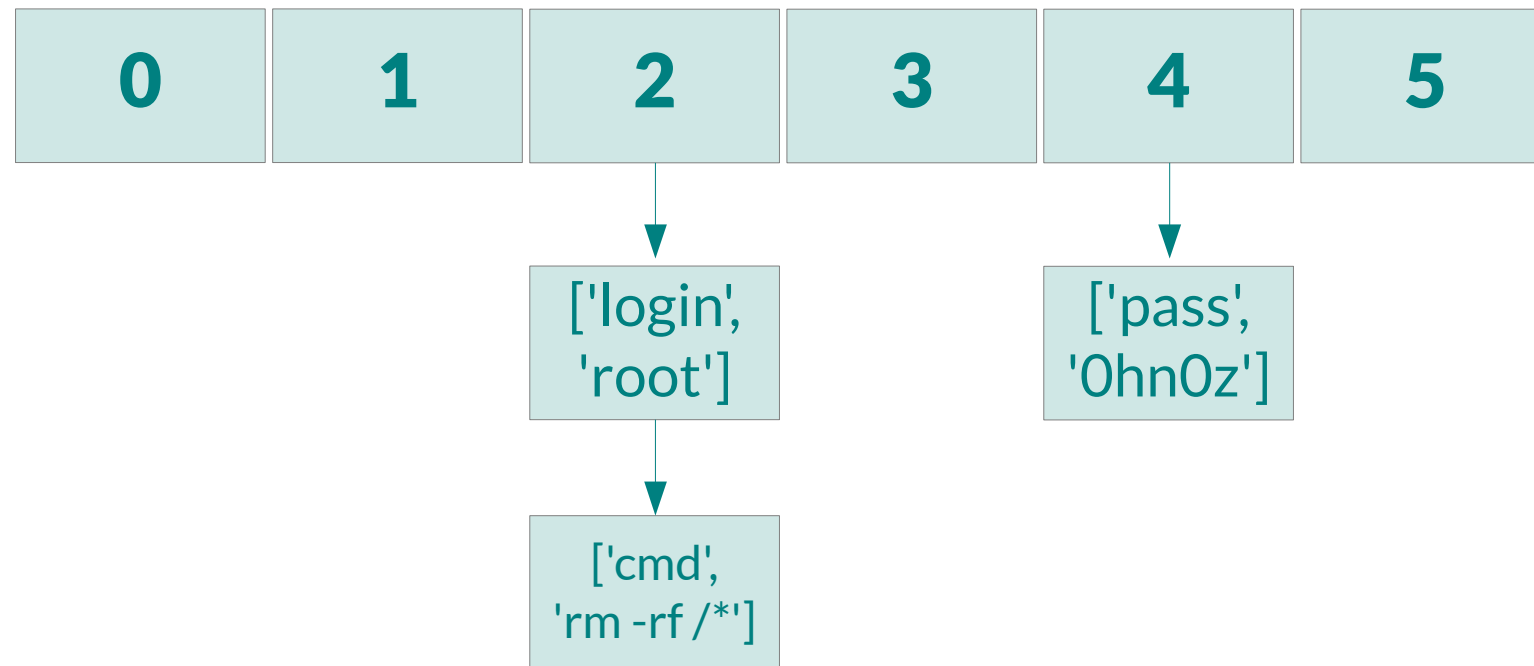 0 1 2 3 4 5
['login', ['pass',
'root'] '0hn0z']
['cmd',
'rm -rf /*']